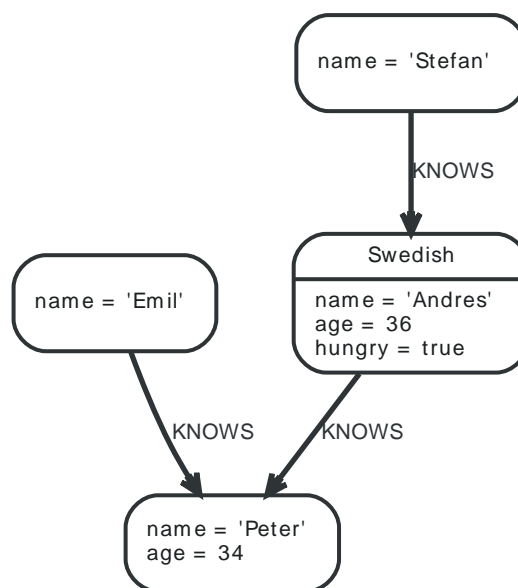 name = 'Stefan'
KNOWS
Swedish
name = 'Andres'
age = 36
hungry = true
name = 'Emil'
KNOWS
KNOWS
name = 'Peter'
age = 34